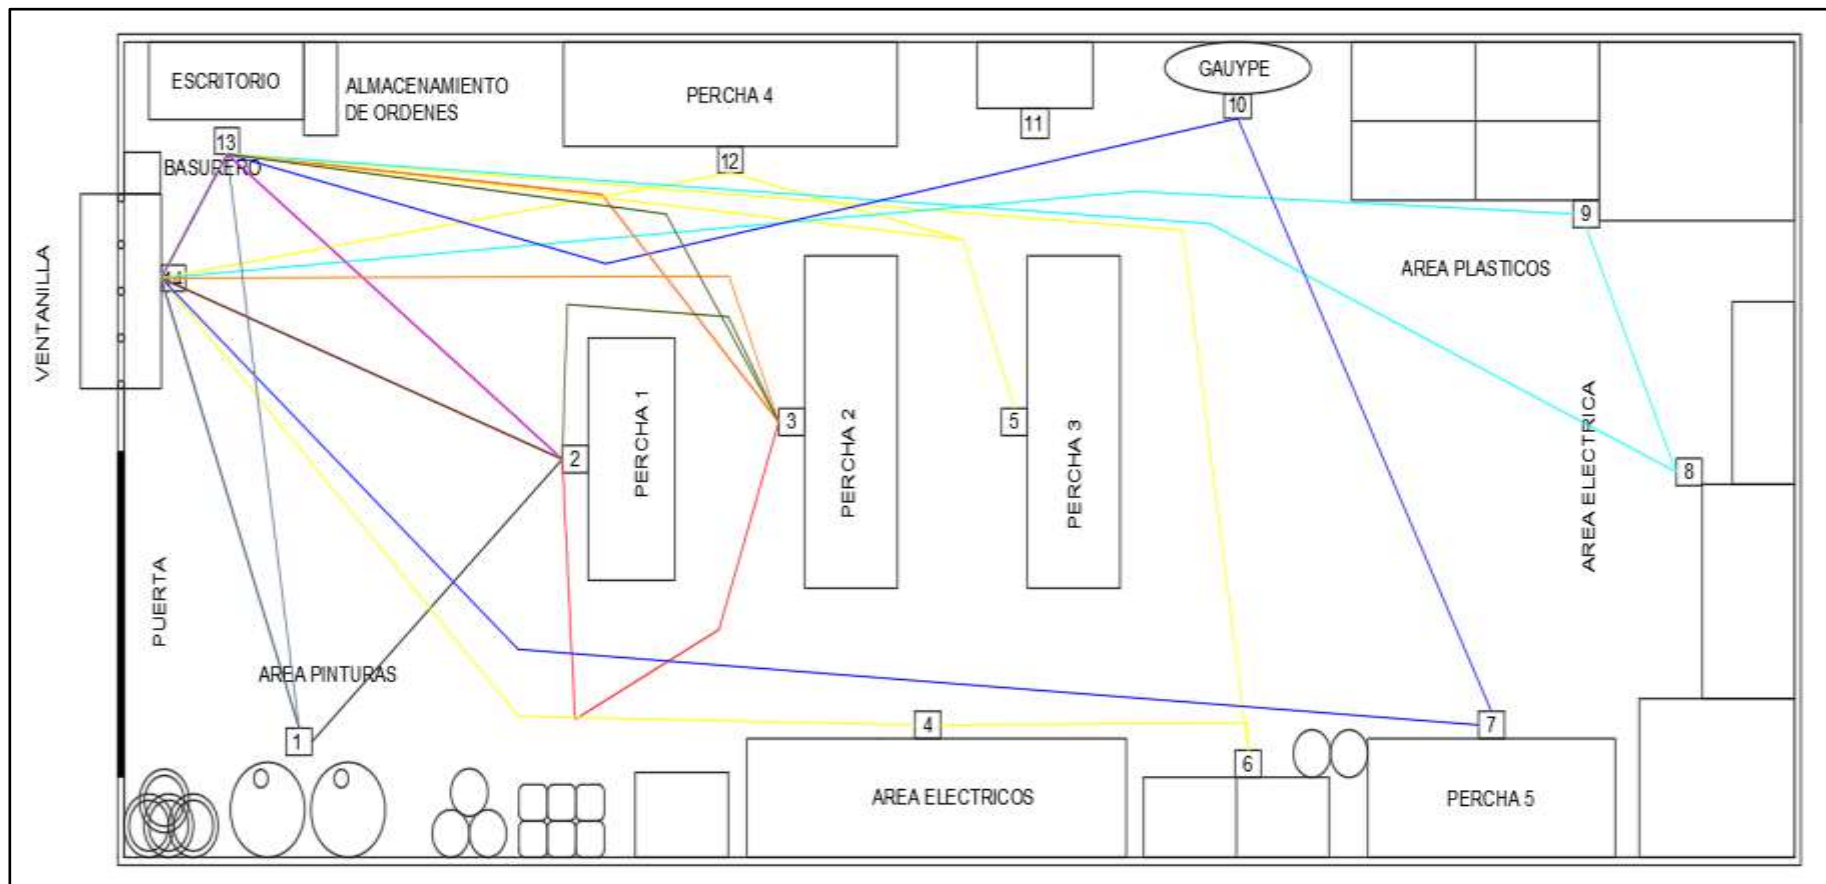 ESCRITORIO
ALMACENAMIENTO
DE ORDENES
PERCHA 4
GAUYPE
10
11
13
12
BASURERO
9
VENTANILLA
AREA PLASTICOS
3
5
2
PERCHA 1
PERCHA 2
PERCHA 3
AREA ELECTRICA
8
PUERTA
AREA PINTURAS
1
4
7
6
AREA ELECTRICOS
PERCHA 5